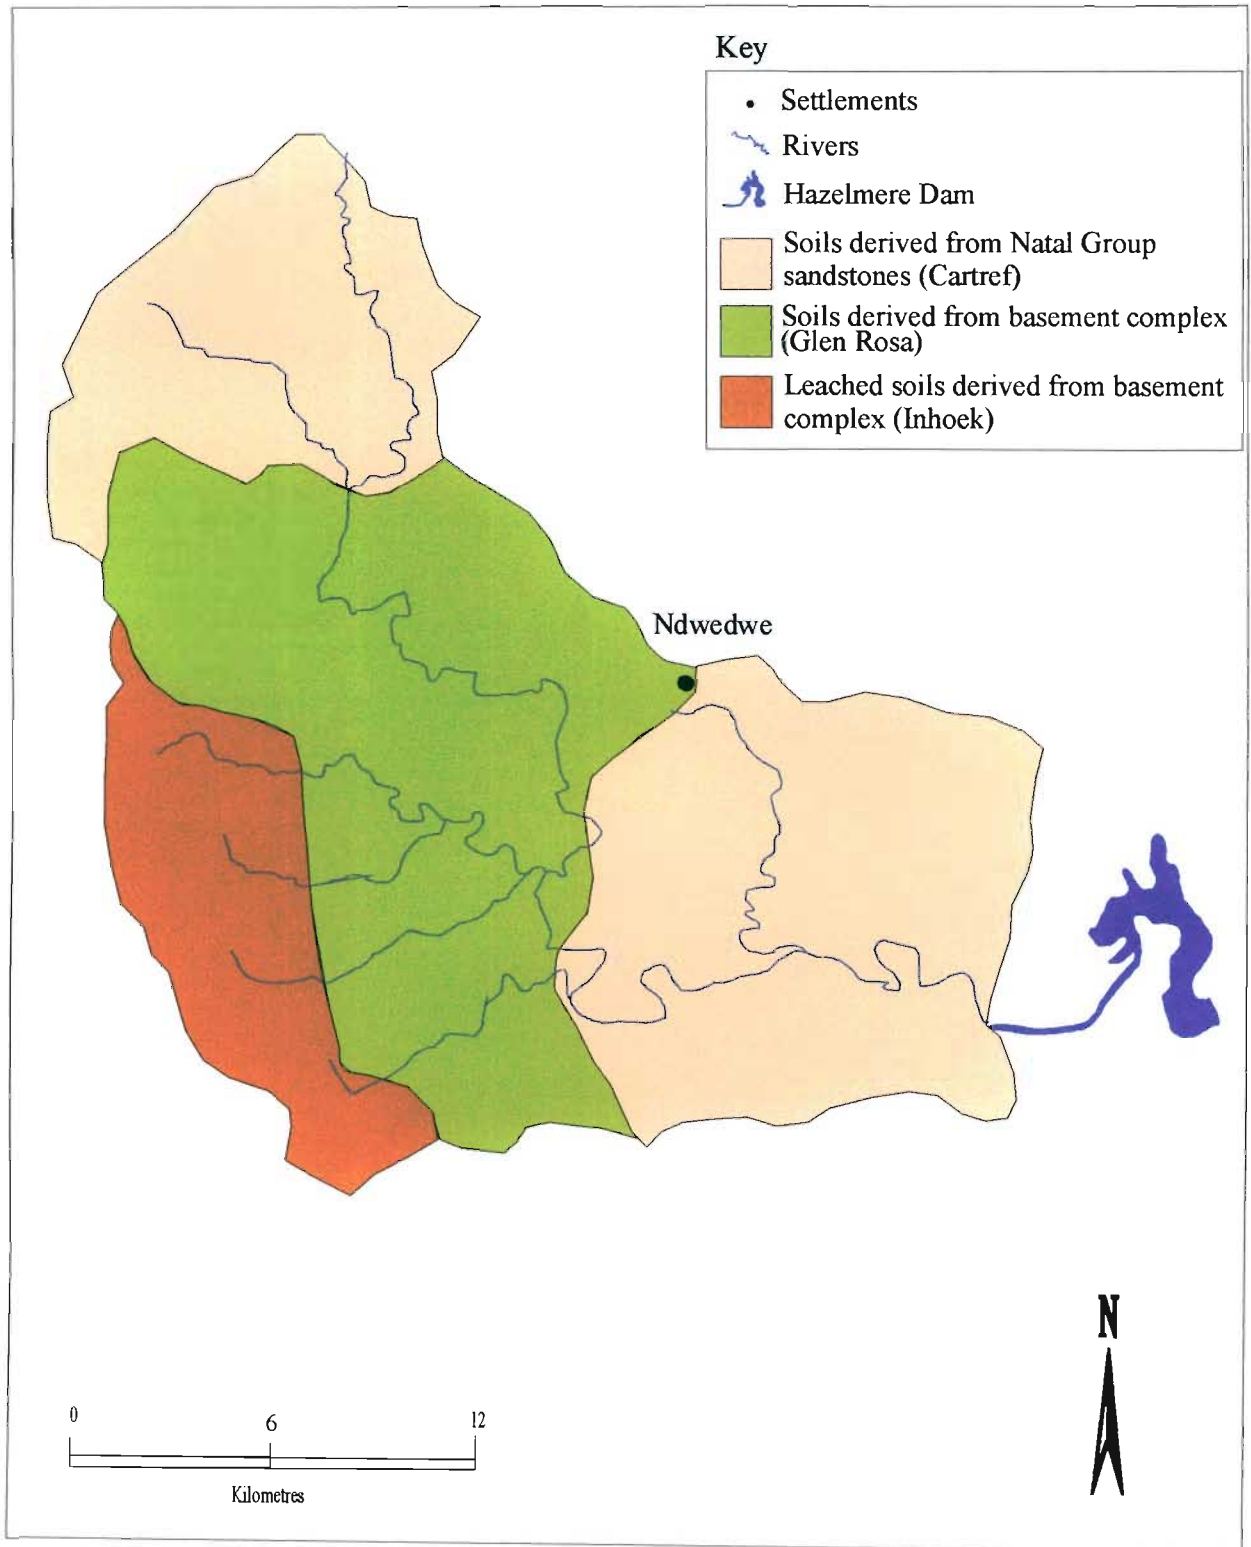 Key
Settlements
Rivers
Hazelmere Dam
Soils derived from Natal Group
sandstones (Cartref)
Soils derived from basement complex
(Glen Rosa)
Leached soils derived from basement
complex (Inhoek)
Ndwedwe
N
0 6 12
Kilometres